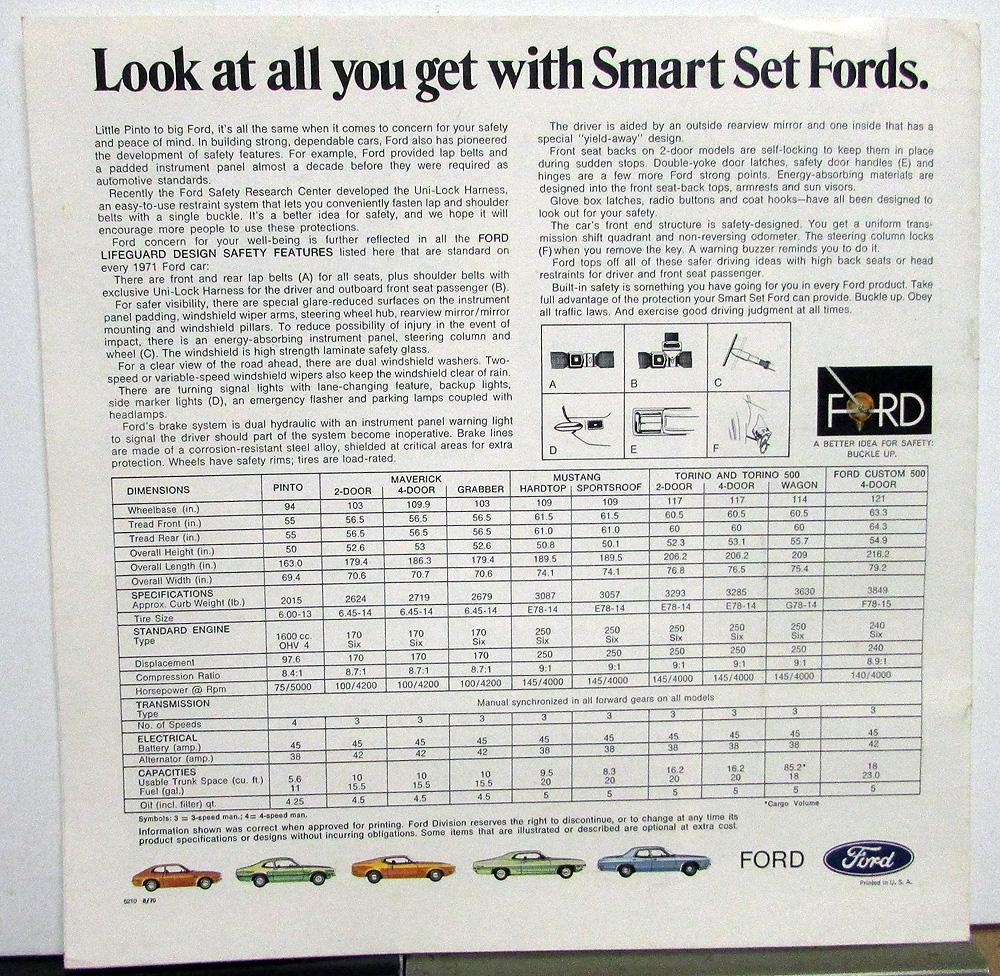 Look at all you get with Smart Set Fords.
Little Pinto to big Ford, it's all the same when it comes to concern for your safety
and peace of mind. In building strong, dependable cars, Ford also has pioneered
the development of safety features. For example, Ford provided lap belts and
a padded instrument panel almost a decade before they were required as
automotive standards.
Recently the Ford Safety Research Center developed the Uni-Lock Harness,
an easy-to-use restraint system that lets you conveniently fasten lap and shoulder
belts with a single buckle. It's a better idea for safety, and we hope it will
encourage more people to use these protections.
Ford concern for your well-being is further reflected in all the FORD
LIFEGUARD DESIGN SAFETY FEATURES listed here that are standard on
every 1971 Ford car:
There are front and rear lap belts (A) for all seats, plus shoulder belts with
exclusive Uni-Lock Harness for the driver and outboard front seat passenger (B).
For safer visibility, there are special glare-reduced surfaces on the instrument
panel padding, windshield wiper arms, steering wheel hub, rearview mirror/mirror
mounting and windshield pillars. To reduce possibility of injury in the event of
impact, there is an energy-absorbing instrument panel, steering column and
wheel (C). The windshield is high strength laminate safety glass.
For a clear view of the road ahead, there are dual windshield washers. Two-
speed or variable-speed windshield wipers also keep the windshield clear of rain.
There are turning signal lights with lane-changing feature, backup lights,
side marker lights (D), an emergency flasher and parking lamps coupled with
headlamps.
Ford's brake system is dual hydraulic with an instrument panel warning light
to signal the driver should part of the system become inoperative. Brake lines
are made of a corrosion-resistant steel alloy, shielded at critical areas for extra
protection. Wheels have safety rims; tires are load-rated.
The driver is aided by an outside rearview mirror and one inside that has a
special "yield-away" design.
Front seat backs on 2-door models are self-locking to keep them in place
during sudden stops. Double-yoke door latches, safety door handles (E) and
hinges are a few more Ford strong points. Energy-absorbing materials are
designed into the front seat-back tops, armrests and sun visors.
Glove box latches, radio buttons and coat hooks—have all been designed to
look out for your safety.
The car's front end structure is safety-designed. You get a uniform trans-
mission shift quadrant and non-reversing odometer. The steering column locks
(F) when you remove the key. A warning buzzer reminds you to do it.
Ford tops off all of these safer driving ideas with high back seats or head
restraints for driver and front seat passenger.
Built-in safety is something you have going for you in every Ford product. Take
full advantage of the protection your Smart Set Ford can provide. Buckle up. Obey
all traffic laws. And exercise good driving judgment at all times.
A B C
D E F
FORD
A BETTER IDEA FOR SAFETY:
BUCKLE UP.
DIMENSIONS PINTO MAVERICK 2-DOOR 4-DOOR GRABBER MUSTANG HARDTOP SPORTSROOF TORINO AND TORINO 500 2-DOOR 4-DOOR WAGON FORD CUSTOM 500 4-DOOR
Wheelbase (in.) 94 103 109.9 103 109 109 117 117 114 121
Tread Front (in.) 55 56.5 56.5 56.5 61.5 61.5 60.5 60.5 60.5 63.3
Tread Rear (in.) 55 56.5 56.5 56.5 61.0 61.0 60 60 60 64.3
Overall Height (in.) 50 52.6 53 52.6 50.8 50.1 52.3 53.1 55.7 54.9
Overall Length (in.) 163.0 179.4 186.3 179.4 189.5 189.5 206.2 206.2 209 216.2
Overall Width (in.) 69.4 70.6 70.7 70.6 74.1 74.1 76.8 76.5 75.4 79.2
SPECIFICATIONS
Approx. Curb Weight (lb.) 2015 2624 2719 2679 3087 3057 3293 3285 3630 3849
Tire Size 6.00-13 6.45-14 6.45-14 6.45-14 E78-14 E78-14 E78-14 E78-14 G78-14 F78-15
STANDARD ENGINE
Type 1600 cc. OHV 4 170 Six 170 Six 170 Six 250 Six 250 Six 250 Six 250 Six 250 Six 240 Six
Displacement 97.6 170 170 170 250 250 250 250 250 240
Compression Ratio 8.4:1 8.7:1 8.7:1 8.7:1 9:1 9:1 9:1 9:1 9:1 8.9:1
Horsepower @ Rpm 75/5000 100/4200 100/4200 100/4200 145/4000 145/4000 145/4000 145/4000 145/4000 140/4000
TRANSMISSION
Type Manual synchronized in all forward gears on all models
No. of Speeds 4 3 3 3 3 3 3 3 3 3
ELECTRICAL
Battery (amp.) 45 45 45 45 45 45 45 45 45 45
Alternator (amp.) 38 42 42 42 38 38 38 38 38 42
CAPACITIES
Usable Trunk Space (cu. ft.) 5.6 10 10 10 9.5 8.3 16.2 16.2 85.2* 18
Fuel (gal.) 11 15.5 15.5 15.5 20 20 20 20 18 23.0
Oil (incl. filter) qt. 4.25 4.5 4.5 4.5 5 5 5 5 5 5
*Cargo Volume
Symbols: 3 = 3-speed man.; 4 = 4-speed man.
Information shown was correct when approved for printing. Ford Division reserves the right to discontinue, or to change at any time its
product specifications or designs without incurring obligations. Some items that are illustrated or described are optional at extra cost.
FORD Ford
Printed in U. S. A.
5210 8/70